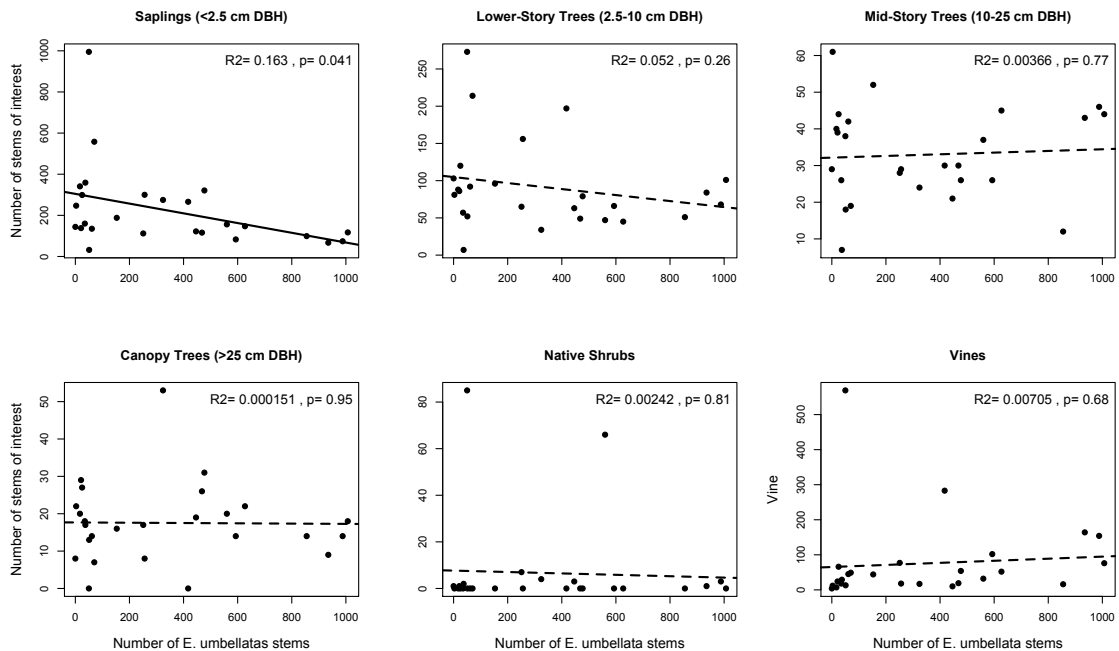 Saplings (<2.5 cm DBH)
R2= 0.163 , p= 0.041
Number of stems of interest
0
200
400
600
800
1000
0 200 400 600 800 1000
Lower-Story Trees (2.5-10 cm DBH)
R2= 0.052 , p= 0.26
0
50
100
150
200
250
0 200 400 600 800 1000
Mid-Story Trees (10-25 cm DBH)
R2= 0.00366 , p= 0.77
10
20
30
40
50
60
0 200 400 600 800 1000
Canopy Trees (>25 cm DBH)
R2= 0.000151 , p= 0.95
Number of stems of interest
0
10
20
30
40
50
0 200 400 600 800 1000
Number of E. umbellatas stems
Native Shrubs
R2= 0.00242 , p= 0.81
0
20
40
60
80
0 200 400 600 800 1000
Number of E. umbellata stems
Vines
R2= 0.00705 , p= 0.68
Vine
0
100
200
300
400
500
0 200 400 600 800 1000
Number of E. umbellata stems